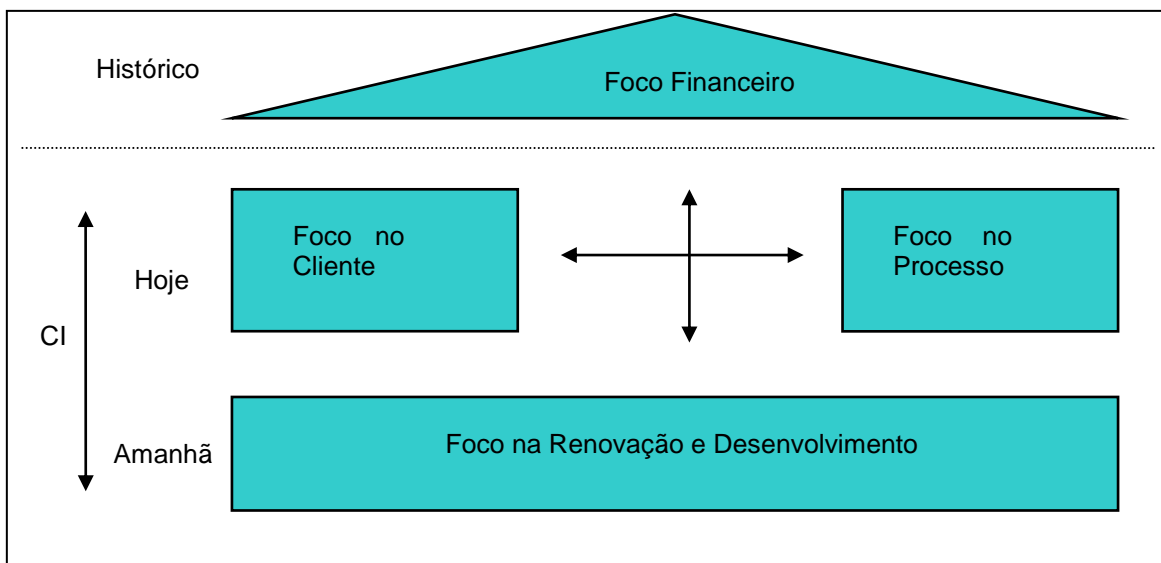 Histórico
Foco Financeiro
Foco no
Cliente
Foco no
Processo
Hoje
CI
Amanhã
Foco na Renovação e Desenvolvimento